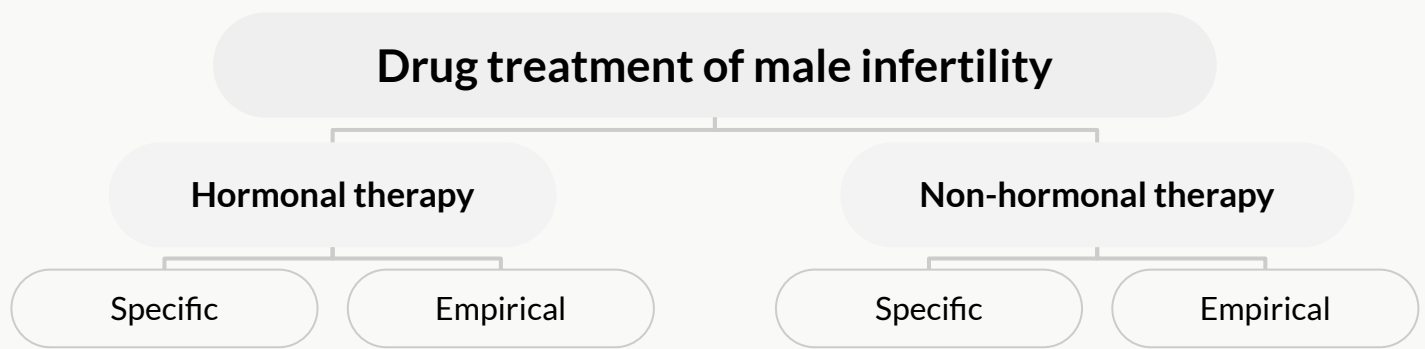 Drug treatment of male infertility
Hormonal therapy
Non-hormonal therapy
Specific
Empirical
Specific
Empirical